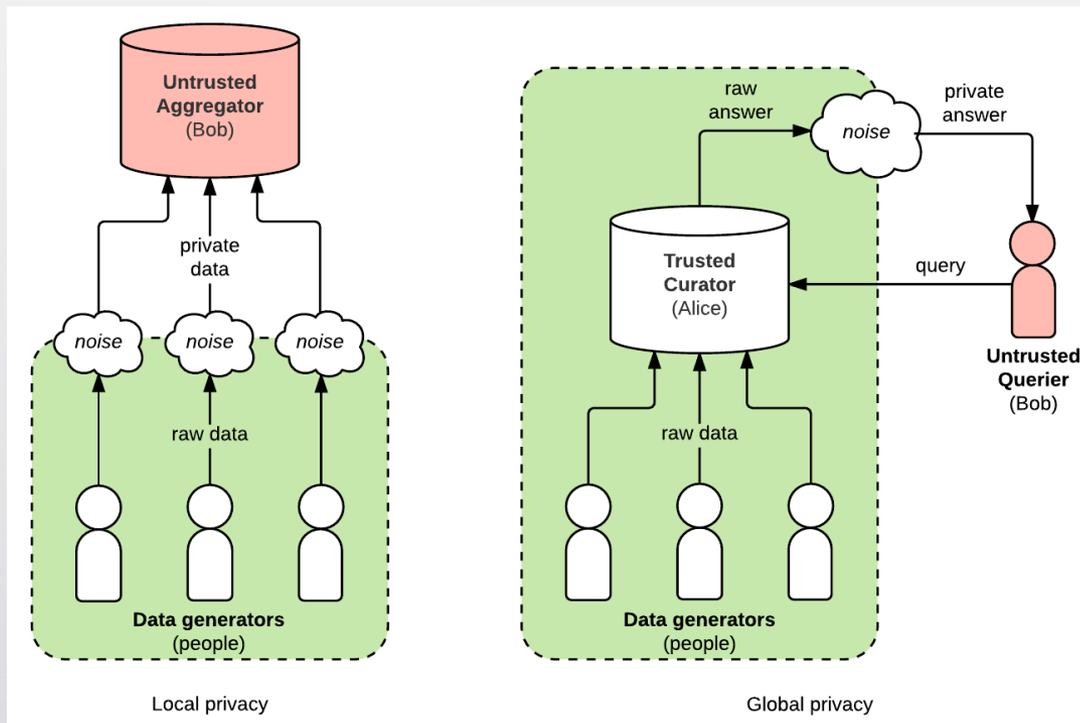 Untrusted
Aggregator
(Bob)
private
data
noise
noise
noise
raw data
Data generators
(people)
Local privacy
raw
answer
noise
private
answer
Trusted
Curator
(Alice)
query
Untrusted
Querier
(Bob)
raw data
Data generators
(people)
Global privacy